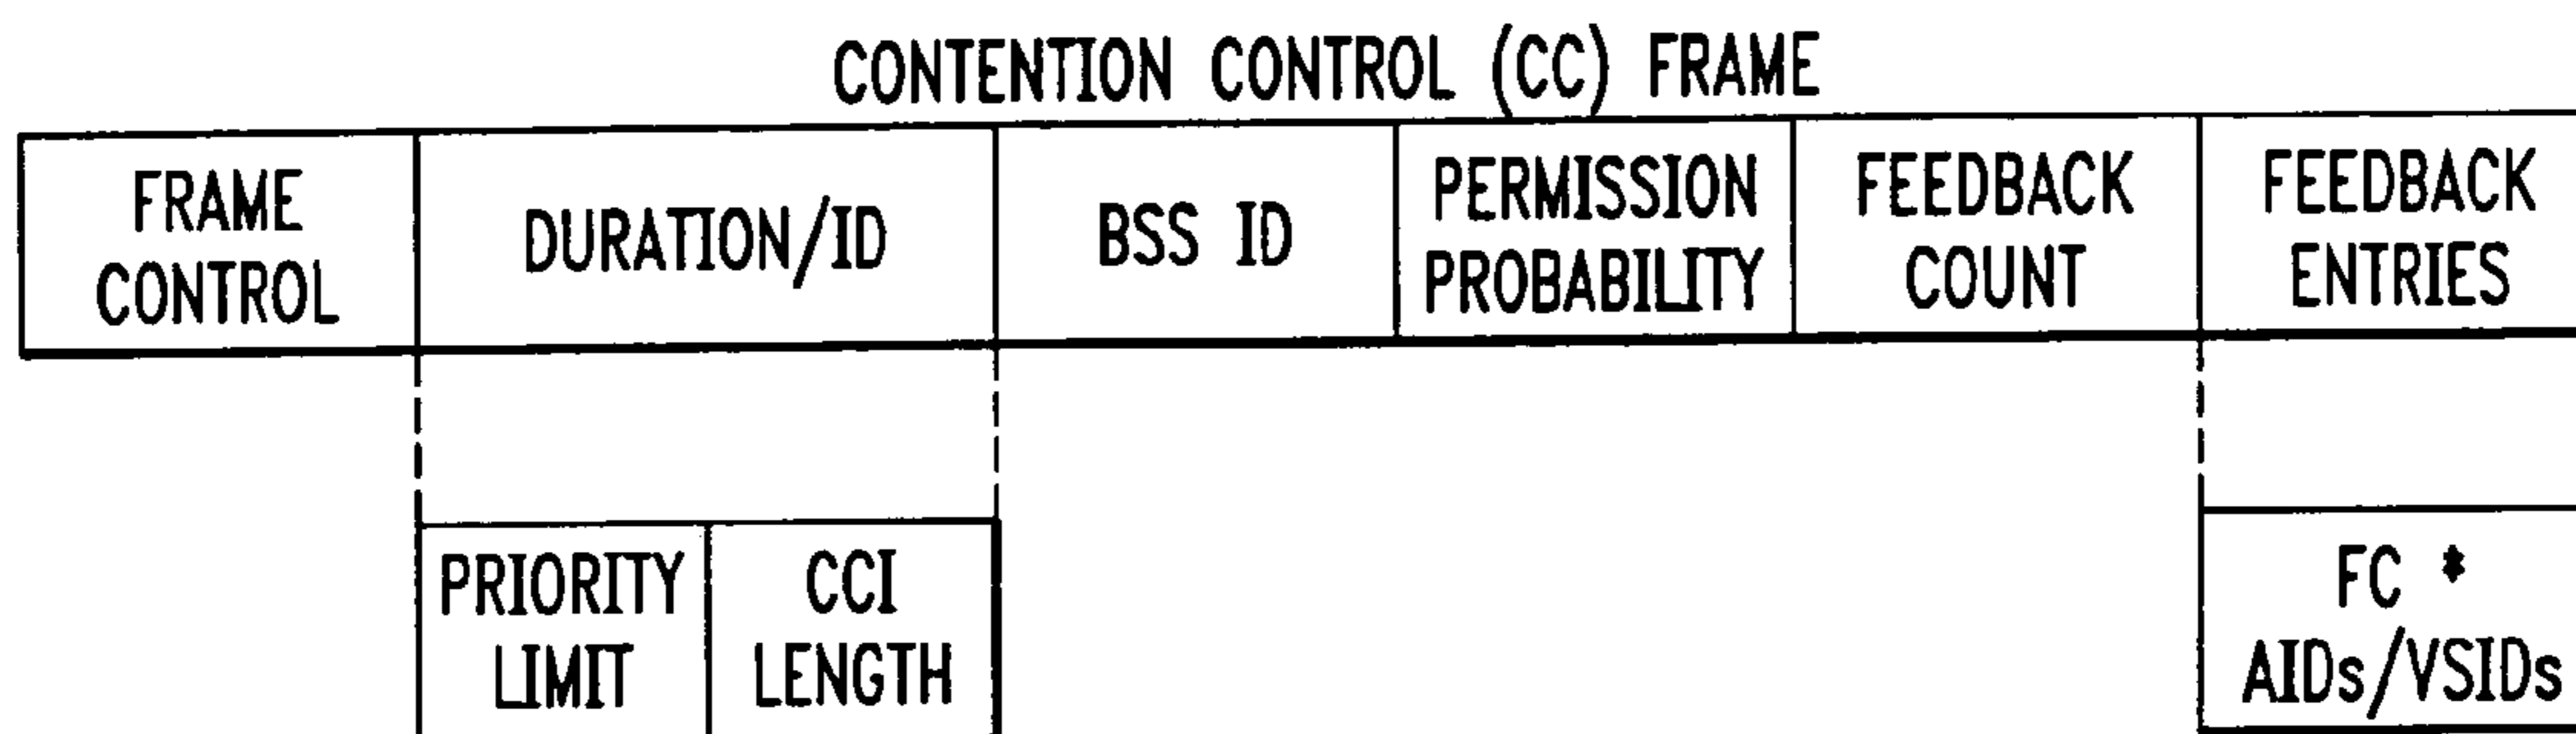 CONTENTION CONTROL (CC) FRAME
FRAME
CONTROL
DURATION/ID
BSS ID
PERMISSION
PROBABILITY
FEEDBACK
COUNT
FEEDBACK
ENTRIES
PRIORITY
LIMIT
CCI
LENGTH
FC *
AIDs/VSIDs